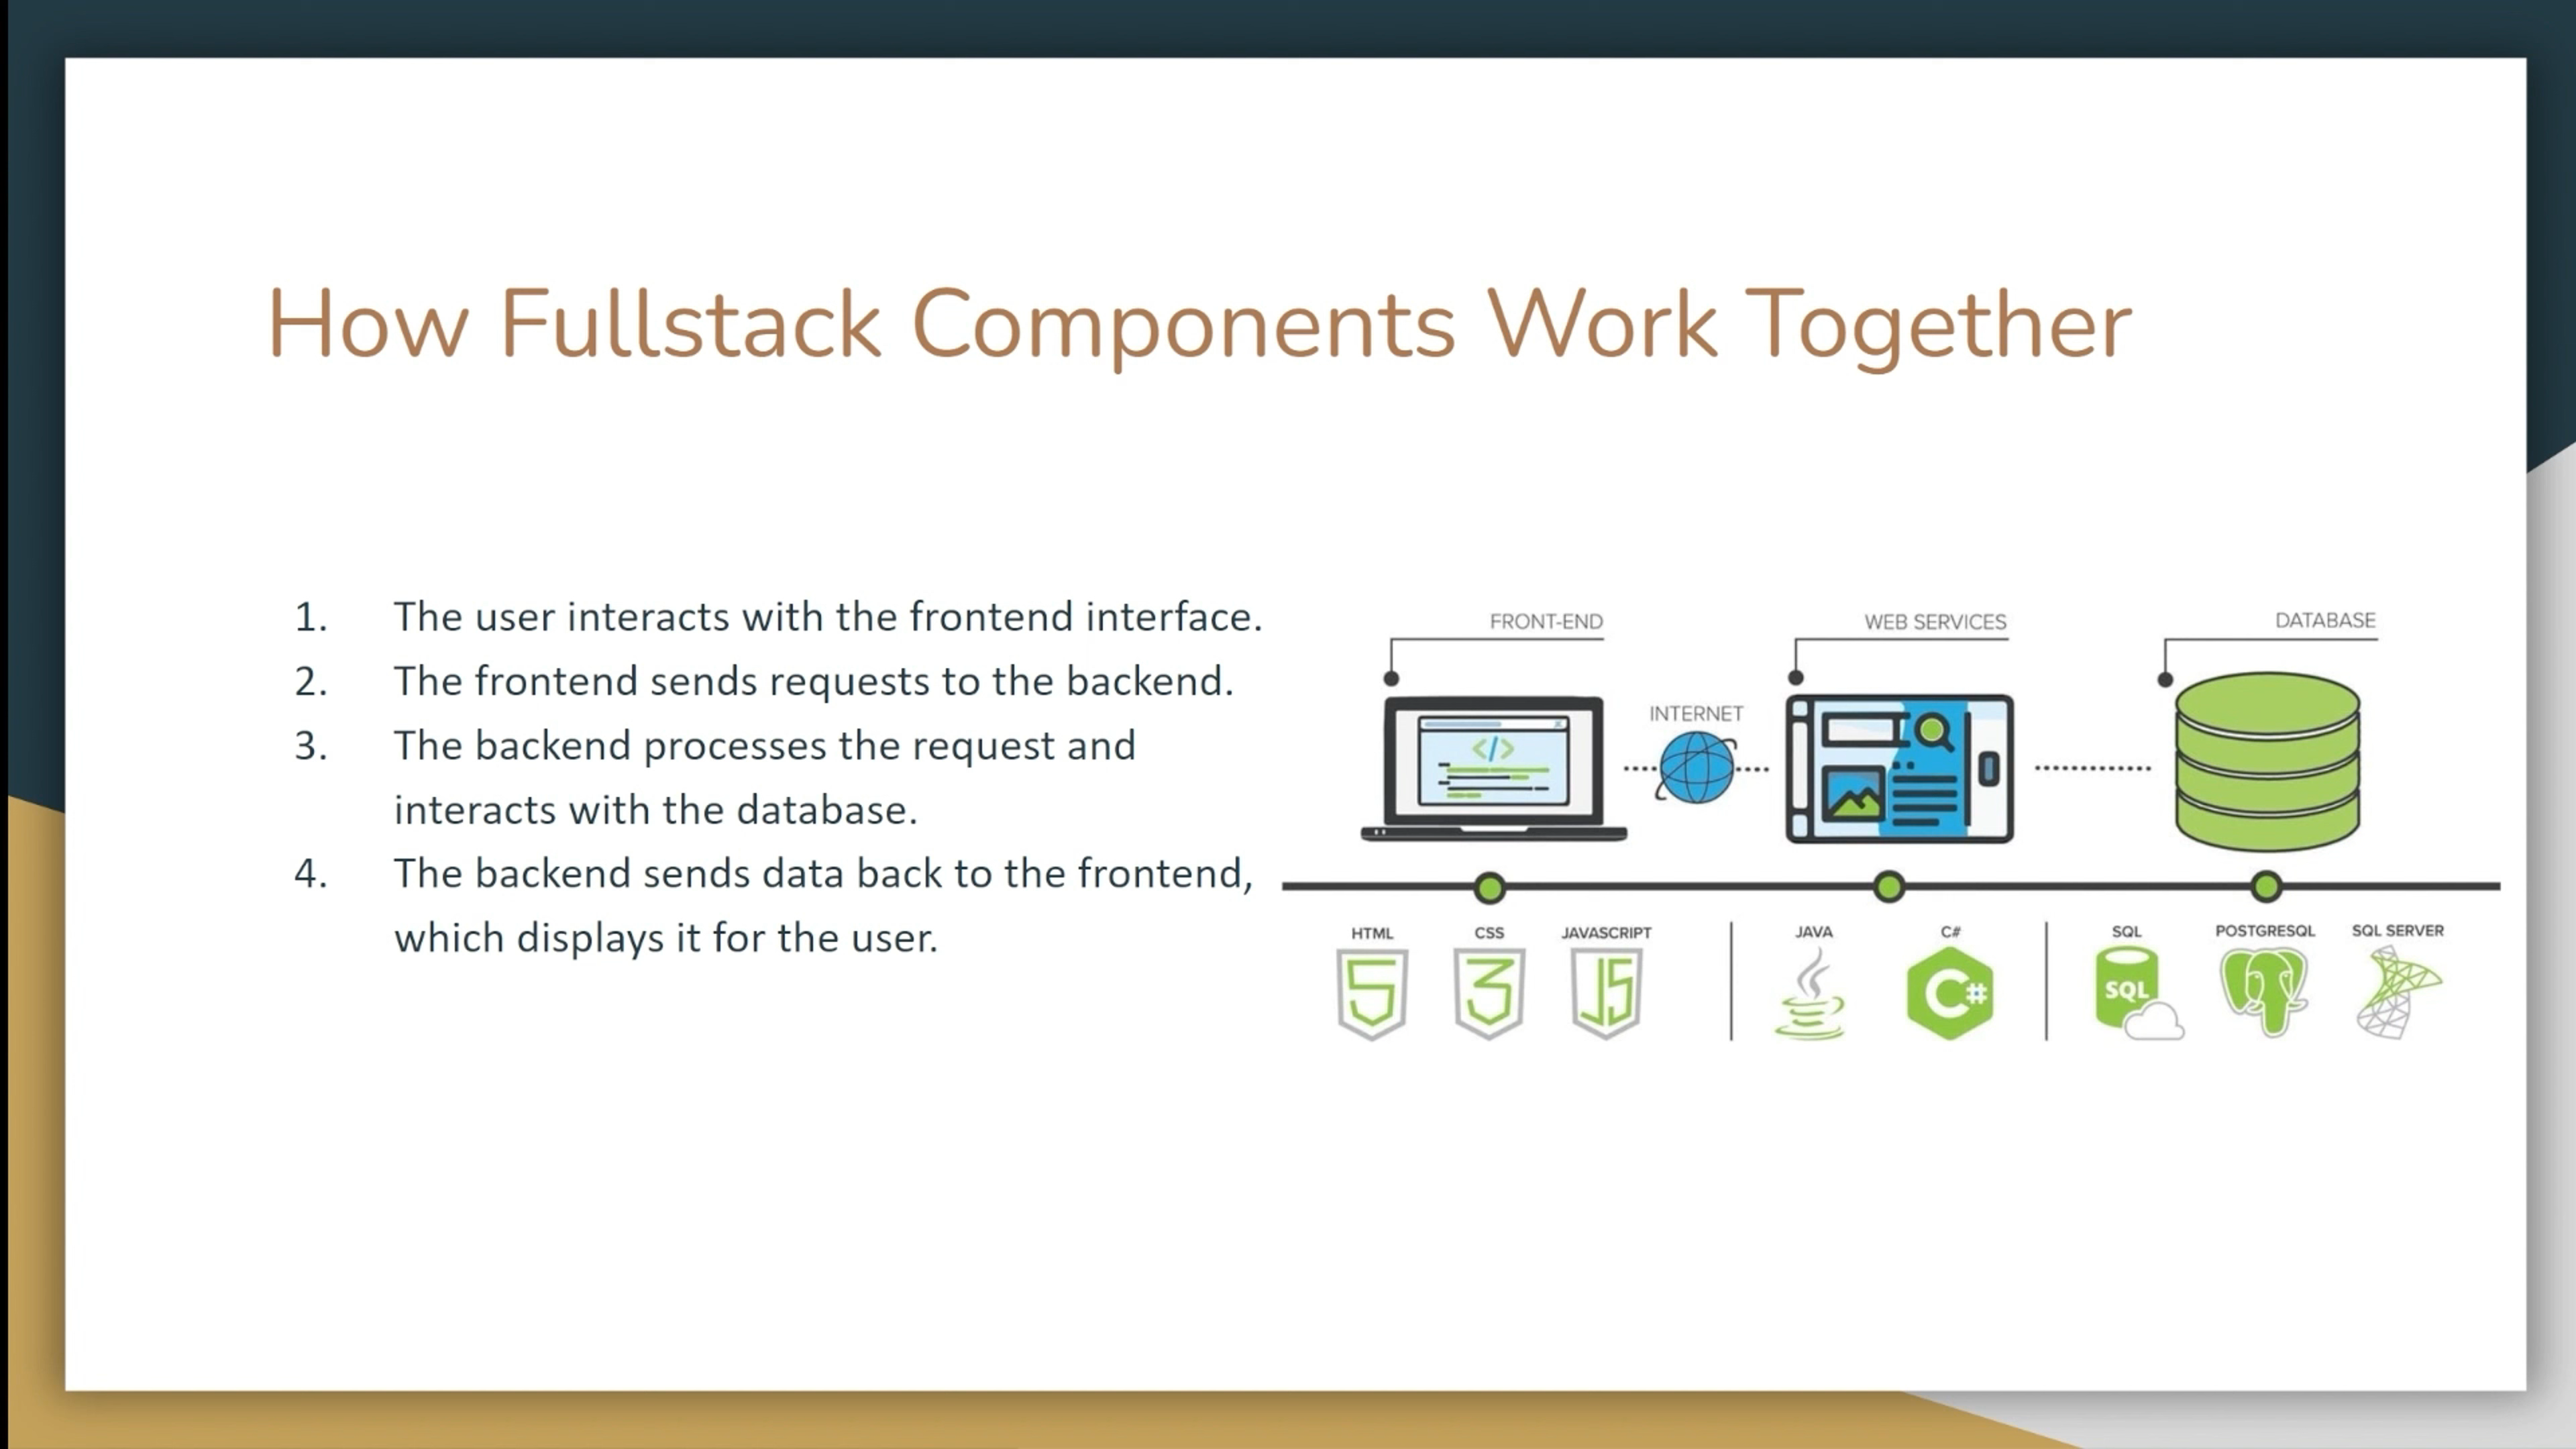 How Fullstack Components Work Together
1. The user interacts with the frontend interface.
2. The frontend sends requests to the backend.
3. The backend processes the request and
interacts with the database.
4. The backend sends data back to the frontend,
which displays it for the user.
FRONT-END
WEB SERVICES
DATABASE
INTERNET
</>
HTML
CSS
JAVASCRIPT
JAVA
C#
SQL
POSTGRESQL
SQL SERVER
5
3
JS
C#
SQL